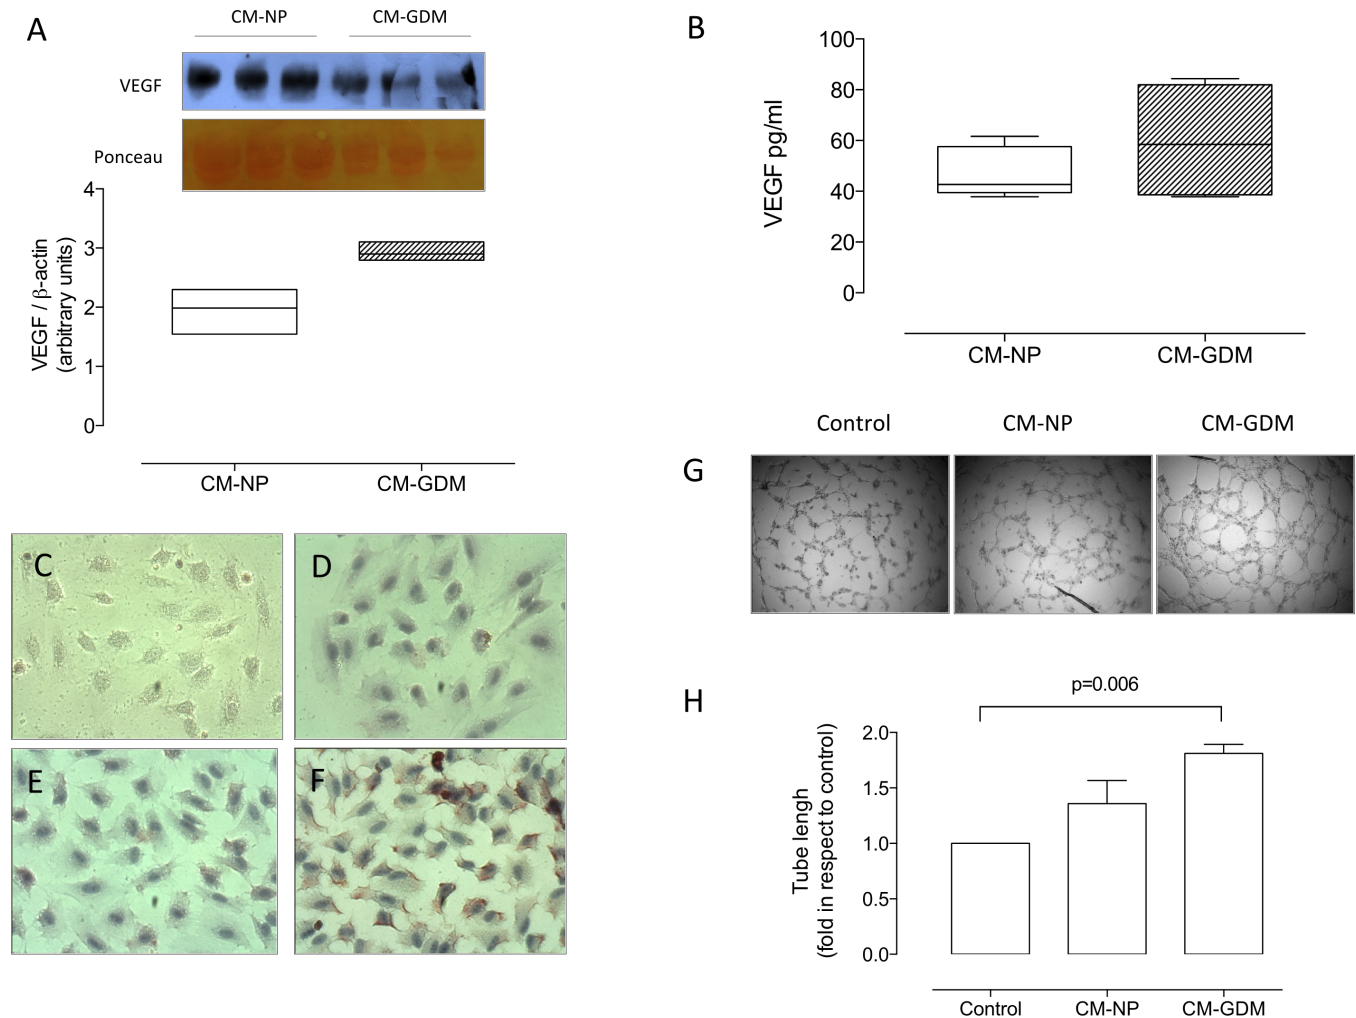 A
CM-NP
CM-GDM
VEGF
Ponceau
4
3
2
1
0
VEGF / β-actin
(arbitrary units)
CM-NP
CM-GDM
B
100
80
60
40
20
0
VEGF pg/ml
CM-NP
CM-GDM
C
D
E
F
Control
CM-NP
CM-GDM
G
H
p=0.006
2.0
1.5
1.0
0.5
0.0
Tube lengh
(fold in respect to control)
Control
CM-NP
CM-GDM